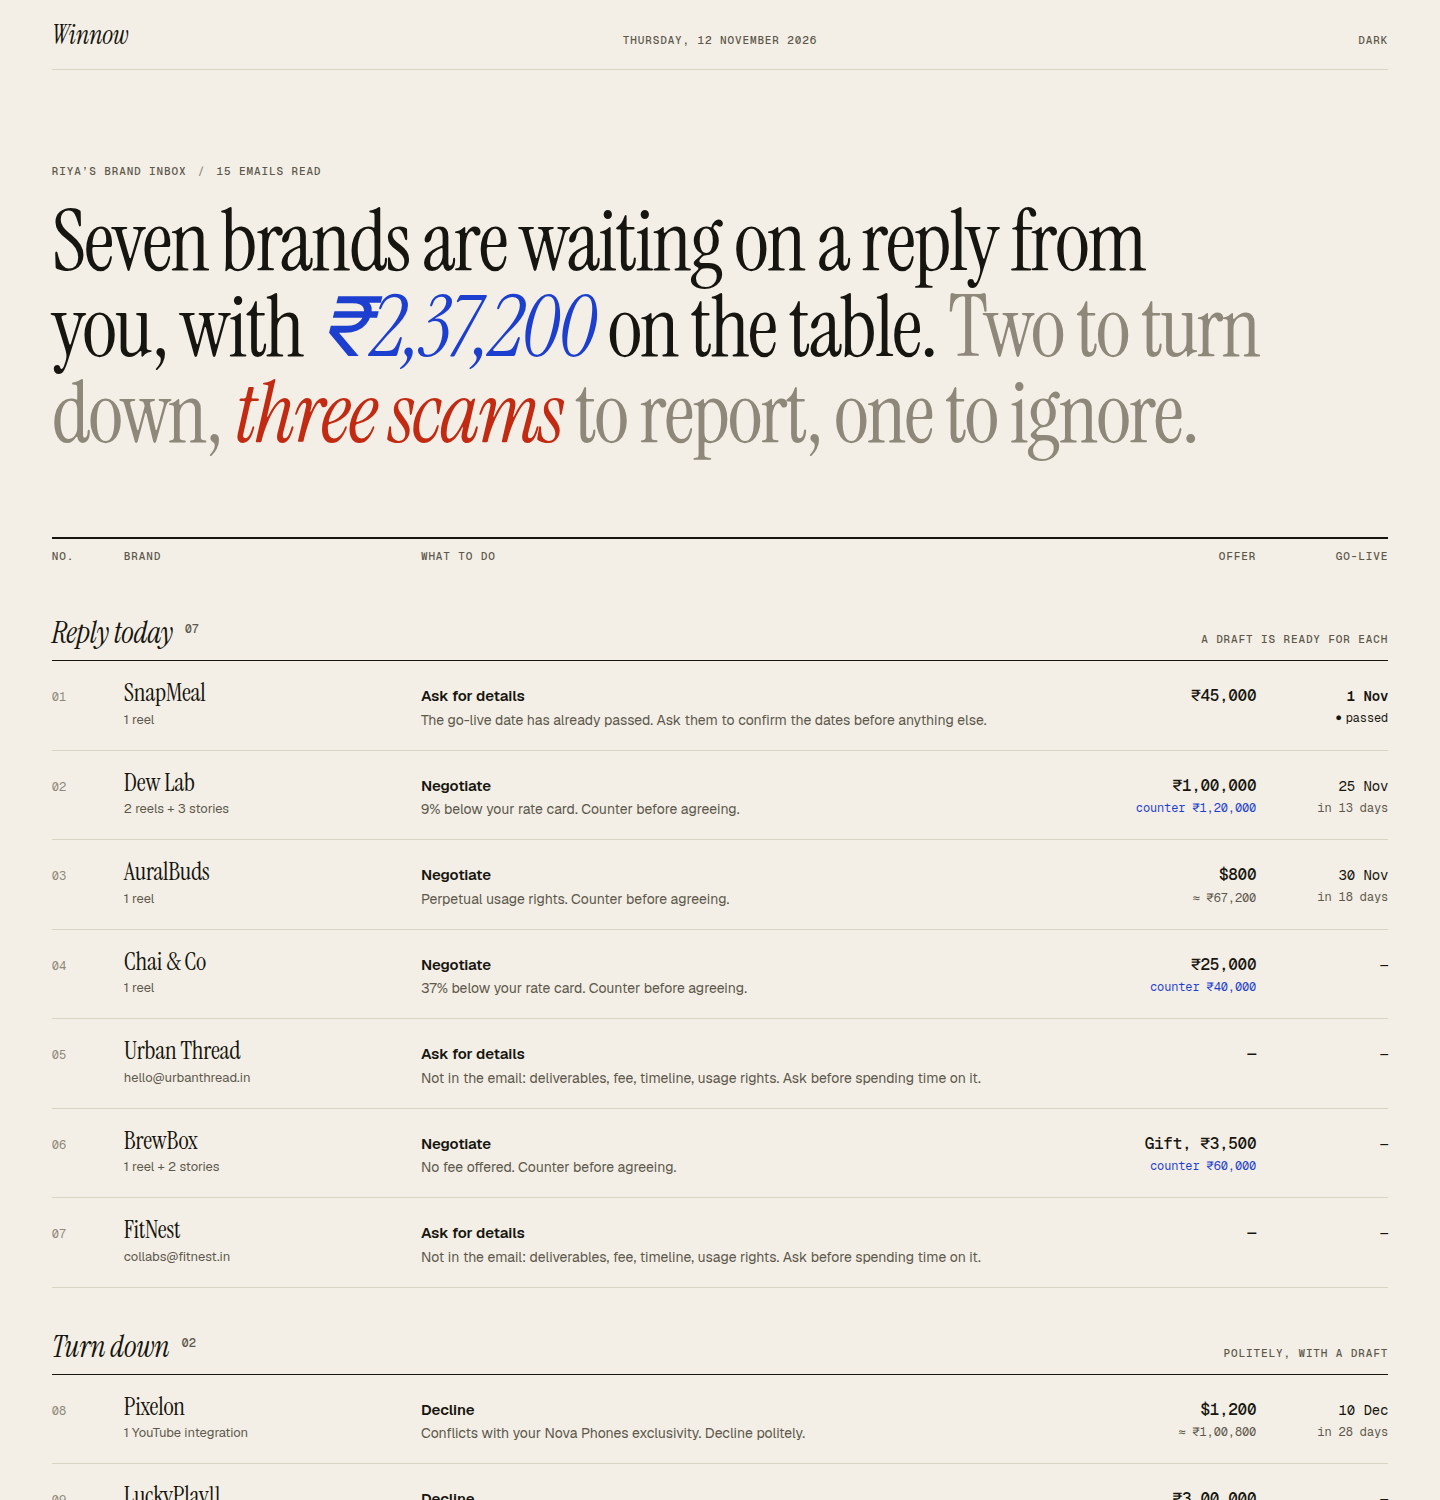 Winnow
THURSDAY, 12 NOVEMBER 2026
DARK
RIYA'S BRAND INBOX / 15 EMAILS READ
Seven brands are waiting on a reply from
you, with ₹2,37,200 on the table. Two to turn
down, three scams to report, one to ignore.
NO. BRAND WHAT TO DO OFFER GO-LIVE
Reply today 07
A DRAFT IS READY FOR EACH
01 SnapMeal Ask for details ₹45,000 1 Nov
1 reel The go-live date has already passed. Ask them to confirm the dates before anything else. • passed
02 Dew Lab Negotiate ₹1,00,000 25 Nov
2 reels + 3 stories 9% below your rate card. Counter before agreeing. counter ₹1,20,000 in 13 days
03 AuralBuds Negotiate $800 30 Nov
1 reel Perpetual usage rights. Counter before agreeing. ≈ ₹67,200 in 18 days
04 Chai & Co Negotiate ₹25,000 —
1 reel 37% below your rate card. Counter before agreeing. counter ₹40,000
05 Urban Thread Ask for details — —
hello@urbanthread.in Not in the email: deliverables, fee, timeline, usage rights. Ask before spending time on it.
06 BrewBox Negotiate Gift, ₹3,500 —
1 reel + 2 stories No fee offered. Counter before agreeing. counter ₹60,000
07 FitNest Ask for details — —
collabs@fitnest.in Not in the email: deliverables, fee, timeline, usage rights. Ask before spending time on it.
Turn down 02
POLITELY, WITH A DRAFT
08 Pixelon Decline $1,200 10 Dec
1 YouTube integration Conflicts with your Nova Phones exclusivity. Decline politely. ≈ ₹1,00,800 in 28 days
09 LuckyPlay11 Decline ₹3,00,000 —